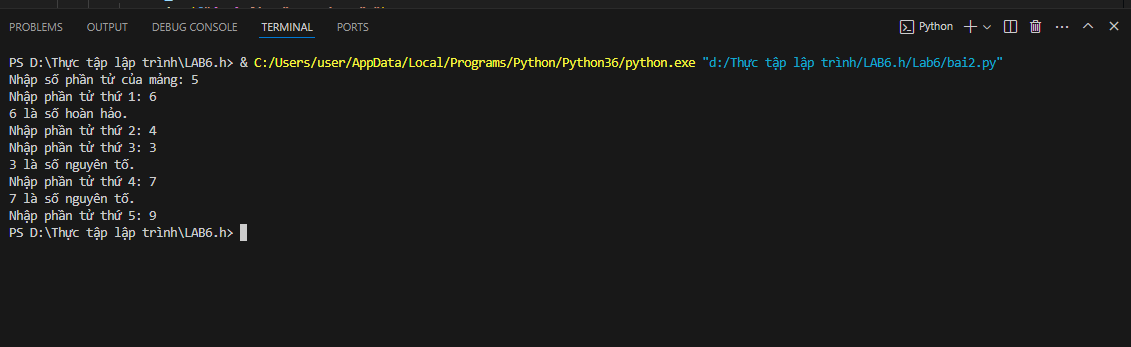 PROBLEMS OUTPUT DEBUG CONSOLE TERMINAL PORTS Python
PS D:\Thực tập lập trình\LAB6.h> & C:/Users/user/AppData/Local/Programs/Python/Python36/python.exe "d:/Thực tập lập trình/LAB6.h/Lab6/bai2.py"
Nhập số phần tử của mảng: 5
Nhập phần tử thứ 1: 6
6 là số hoàn hảo.
Nhập phần tử thứ 2: 4
Nhập phần tử thứ 3: 3
3 là số nguyên tố.
Nhập phần tử thứ 4: 7
7 là số nguyên tố.
Nhập phần tử thứ 5: 9
PS D:\Thực tập lập trình\LAB6.h>